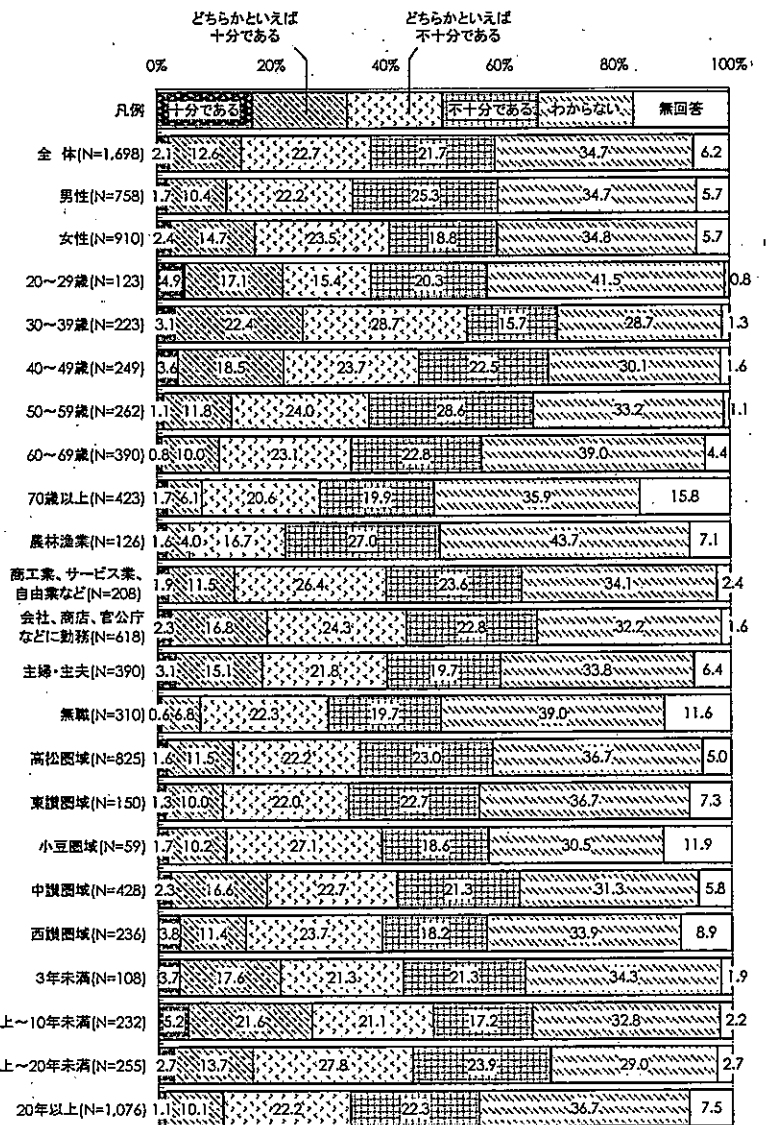 どちらかといえば
十分である
どちらかといえば
不十分である
0% 20% 40% 60% 80% 100%
凡例 十分である 不十分である わからない 無回答
全 体(N=1,698) 2.1 12.6 22.7 21.7 34.7 6.2
男性(N=758) 1.7 10.4 22.2 25.3 34.7 5.7
女性(N=910) 2.4 14.7 23.5 18.8 34.8 5.7
20～29歳(N=123) 4.9 17.1 15.4 20.3 41.5 0.8
30～39歳(N=223) 3.1 22.4 28.7 15.7 28.7 1.3
40～49歳(N=249) 3.6 18.5 23.7 22.5 30.1 1.6
50～59歳(N=262) 1.1 11.8 24.0 28.6 33.2 1.1
60～69歳(N=390) 0.8 10.0 23.1 22.8 39.0 4.4
70歳以上(N=423) 1.7 6.1 20.6 19.9 35.9 15.8
農林漁業(N=126) 1.6 4.0 16.7 27.0 43.7 7.1
商工業、サービス業、
自由業など(N=208) 1.9 11.5 26.4 23.6 34.1 2.4
会社、商店、官公庁
などに勤務(N=618) 2.3 16.8 24.3 22.8 32.2 1.6
主婦・主夫(N=390) 3.1 15.1 21.8 19.7 33.8 6.4
無職(N=310) 0.6 6.8 22.3 19.7 39.0 11.6
高松圏域(N=825) 1.6 11.5 22.2 23.0 36.7 5.0
東讃圏域(N=150) 1.3 10.0 22.0 22.7 36.7 7.3
小豆圏域(N=59) 1.7 10.2 27.1 18.6 30.5 11.9
中讃圏域(N=428) 2.3 16.6 22.7 21.3 31.3 5.8
西讃圏域(N=236) 3.8 11.4 23.7 18.2 33.9 8.9
3年未満(N=108) 3.7 17.6 21.3 21.3 34.3 1.9
上～10年未満(N=232) 5.2 21.6 21.1 17.2 32.8 2.2
上～20年未満(N=255) 2.7 13.7 27.8 23.9 29.0 2.7
20年以上(N=1,076) 1.1 10.1 22.2 22.3 36.7 7.5